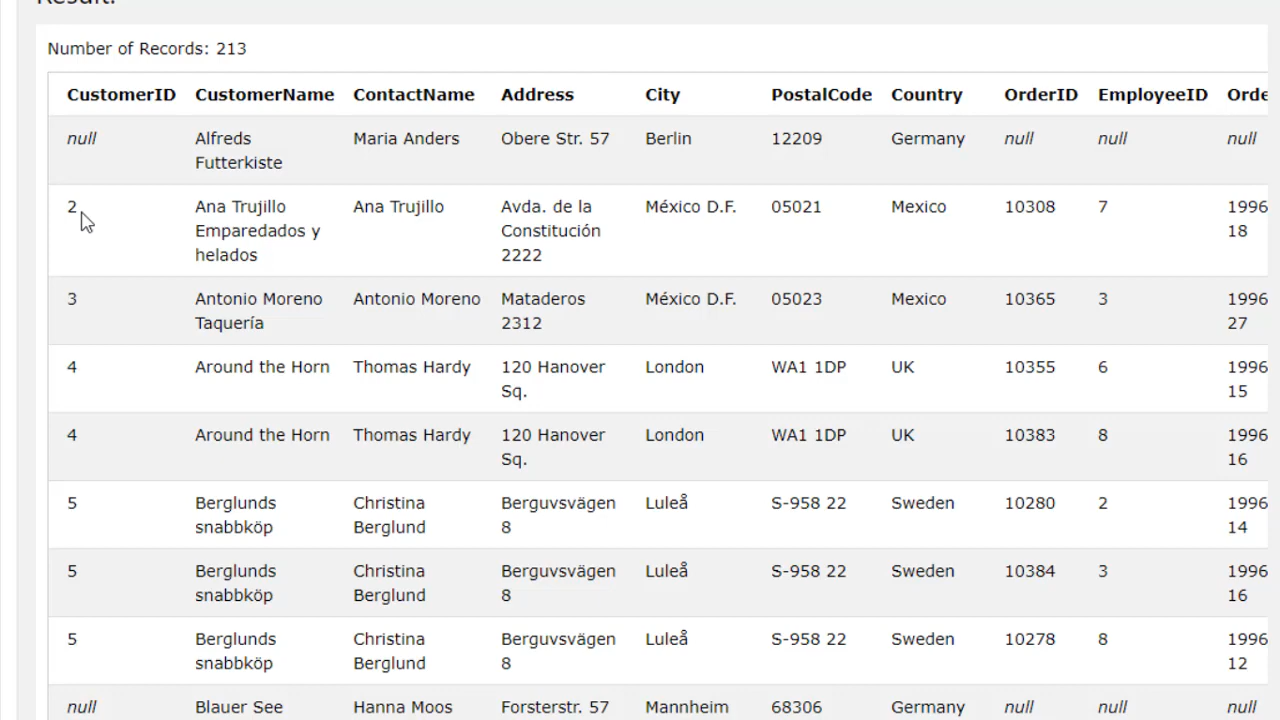 Result:
Number of Records: 213
CustomerID CustomerName ContactName Address City PostalCode Country OrderID EmployeeID Orde
null Alfreds Maria Anders Obere Str. 57 Berlin 12209 Germany null null null
Futterkiste
2 Ana Trujillo Ana Trujillo Avda. de la México D.F. 05021 Mexico 10308 7 1996
Emparedados y Constitución 18
helados 2222
3 Antonio Moreno Antonio Moreno Mataderos México D.F. 05023 Mexico 10365 3 1996
Taquería 2312 27
4 Around the Horn Thomas Hardy 120 Hanover London WA1 1DP UK 10355 6 1996
Sq. 15
4 Around the Horn Thomas Hardy 120 Hanover London WA1 1DP UK 10383 8 1996
Sq. 16
5 Berglunds Christina Berguvsvägen Luleå S-958 22 Sweden 10280 2 1996
snabbköp Berglund 8 14
5 Berglunds Christina Berguvsvägen Luleå S-958 22 Sweden 10384 3 1996
snabbköp Berglund 8 16
5 Berglunds Christina Berguvsvägen Luleå S-958 22 Sweden 10278 8 1996
snabbköp Berglund 8 12
null Blauer See Hanna Moos Forsterstr. 57 Mannheim 68306 Germany null null null